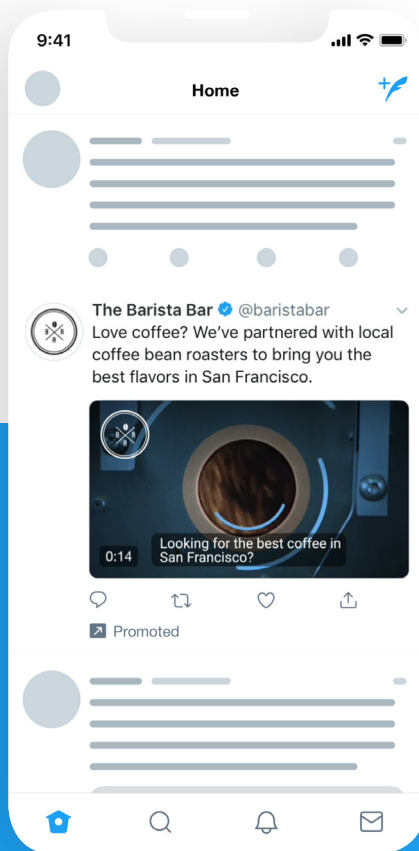 9:41
Home
The Barista Bar @baristabar
Love coffee? We've partnered with local
coffee bean roasters to bring you the
best flavors in San Francisco.
B R
R
B R
R
Looking for the best coffee in
San Francisco?
0:14
Promoted